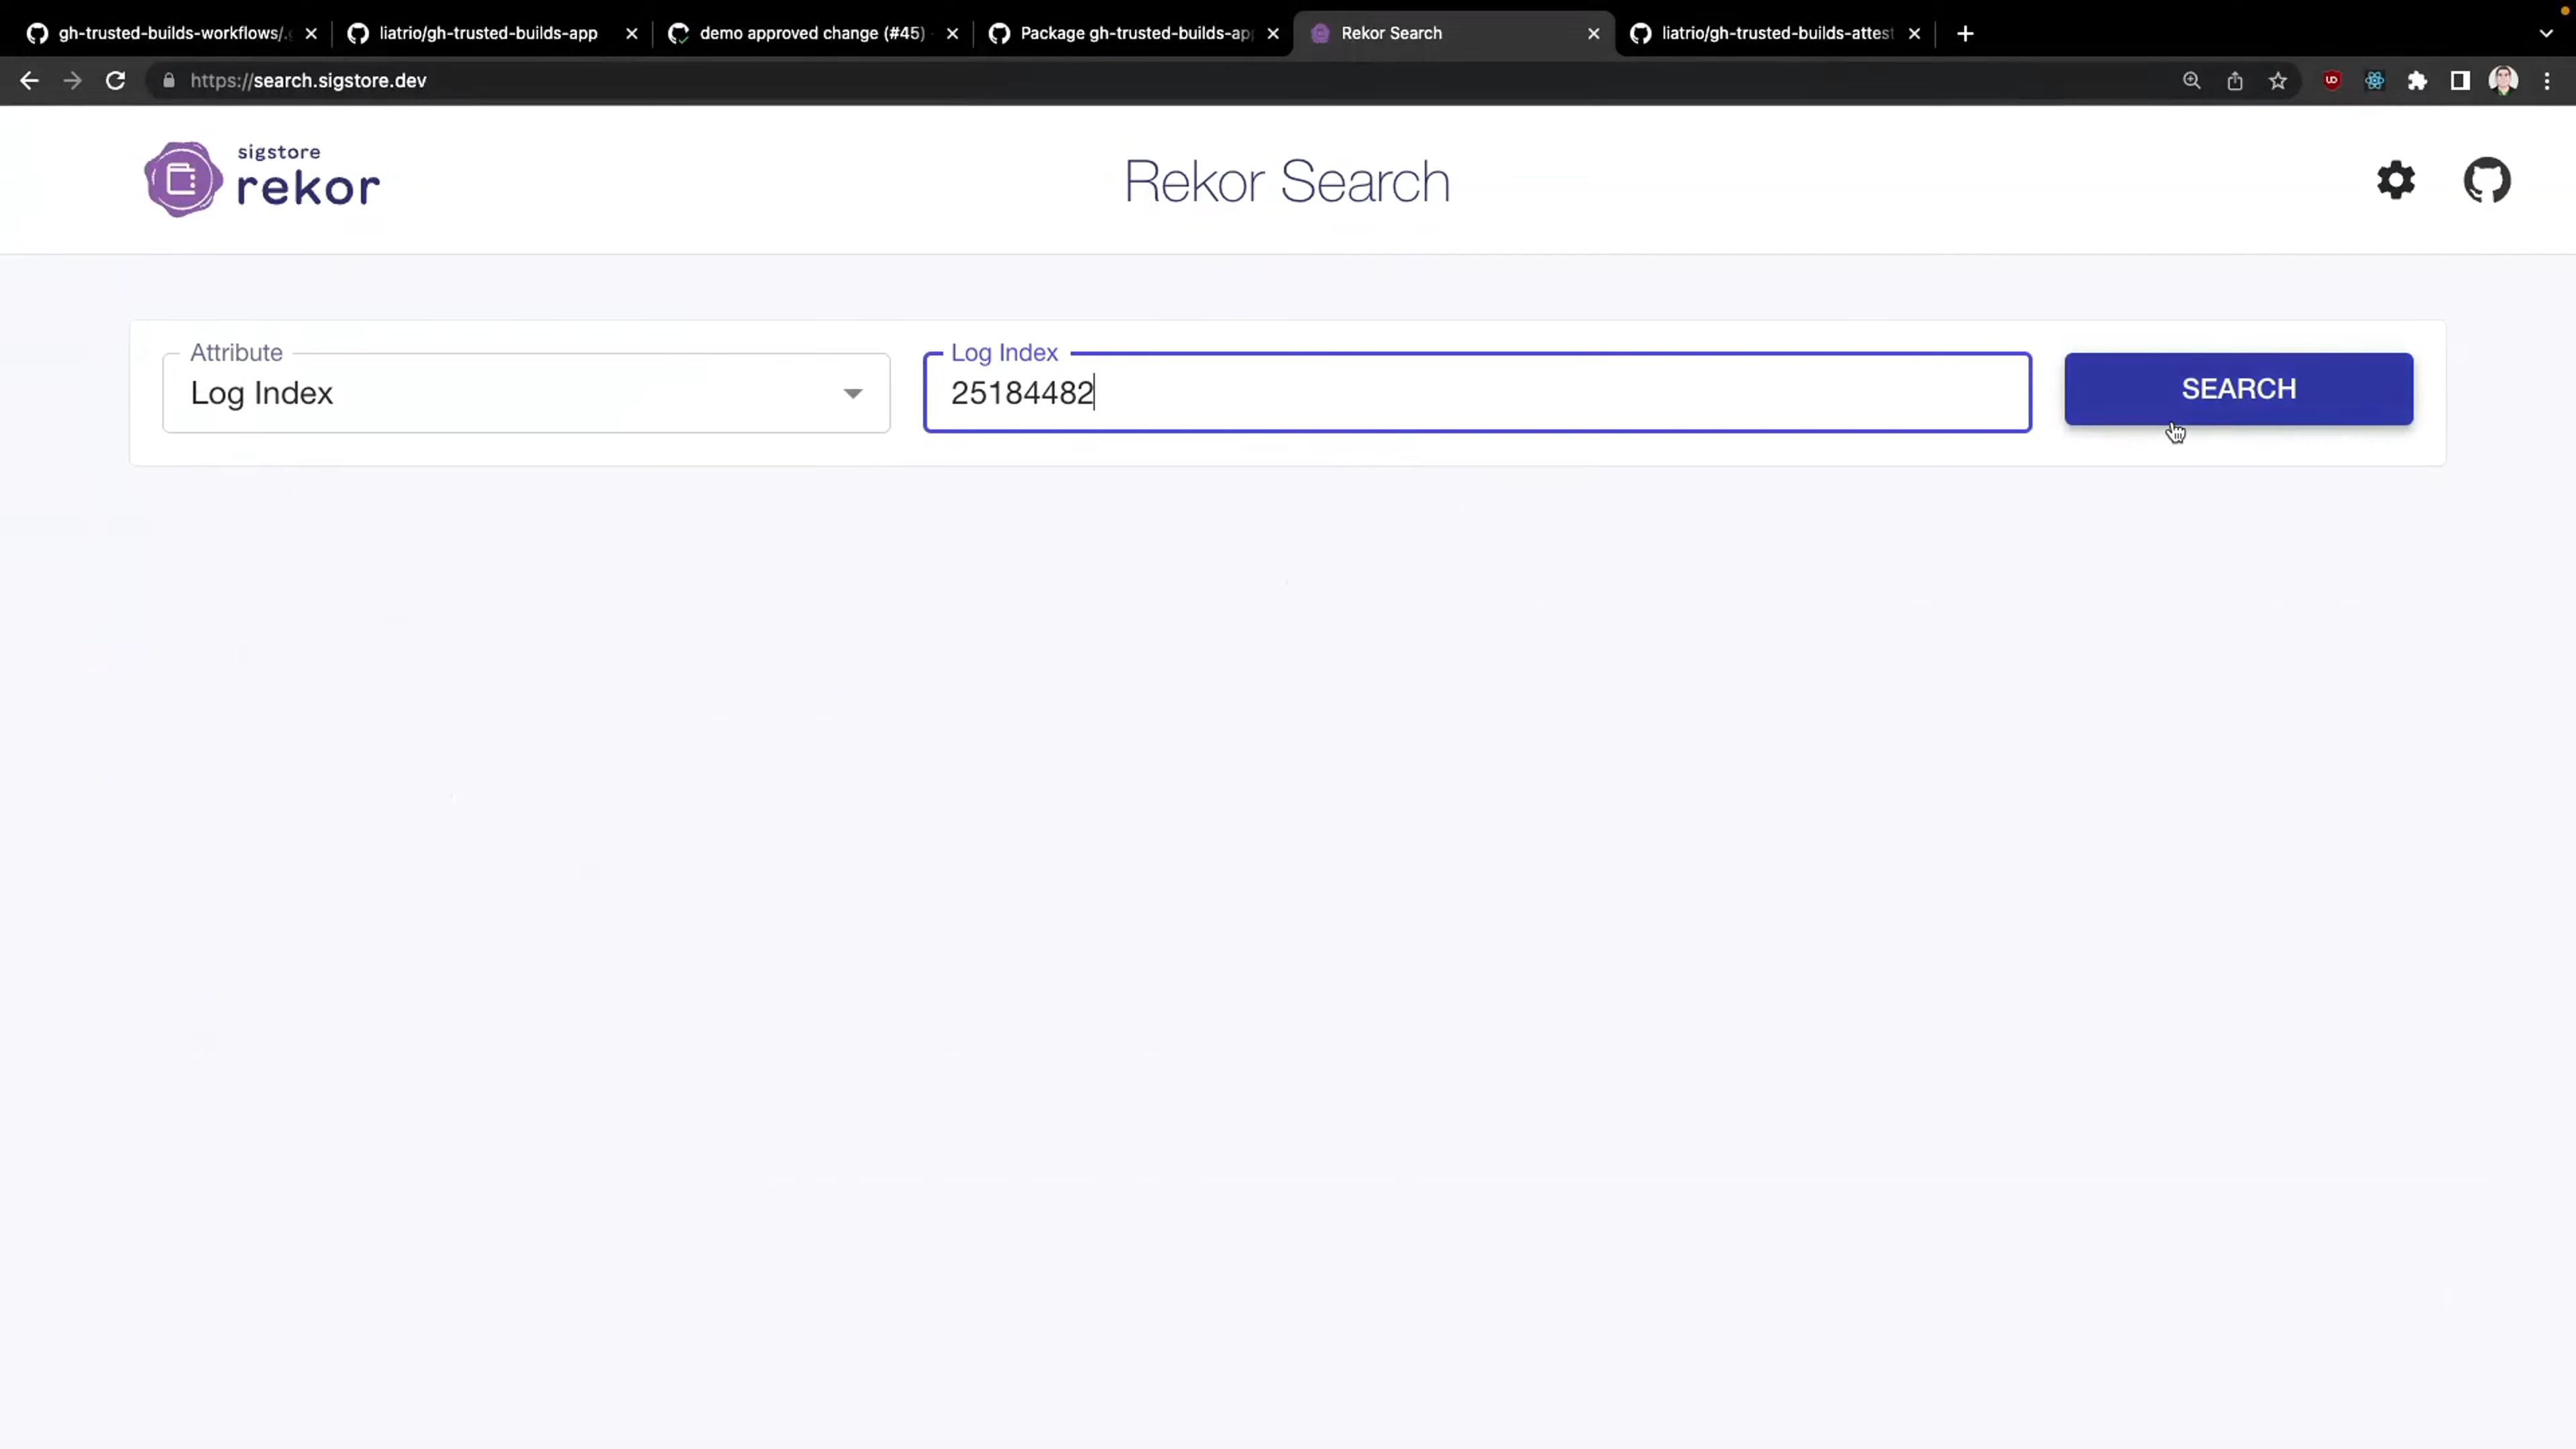 gh-trusted-builds-workflows/.g
liatrio/gh-trusted-builds-app
demo approved change (#45) ·
Package gh-trusted-builds-app
Rekor Search
liatrio/gh-trusted-builds-attest
https://search.sigstore.dev
UD
sigstore
rekor
Rekor Search
Attribute
Log Index
Log Index
25184482
SEARCH